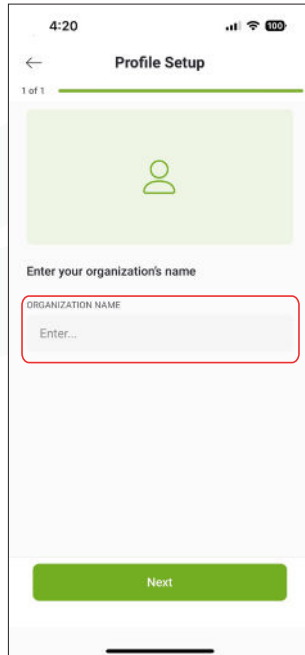 4:20
100
Profile Setup
1 of 1
Enter your organization's name
ORGANIZATION NAME
Enter...
Next